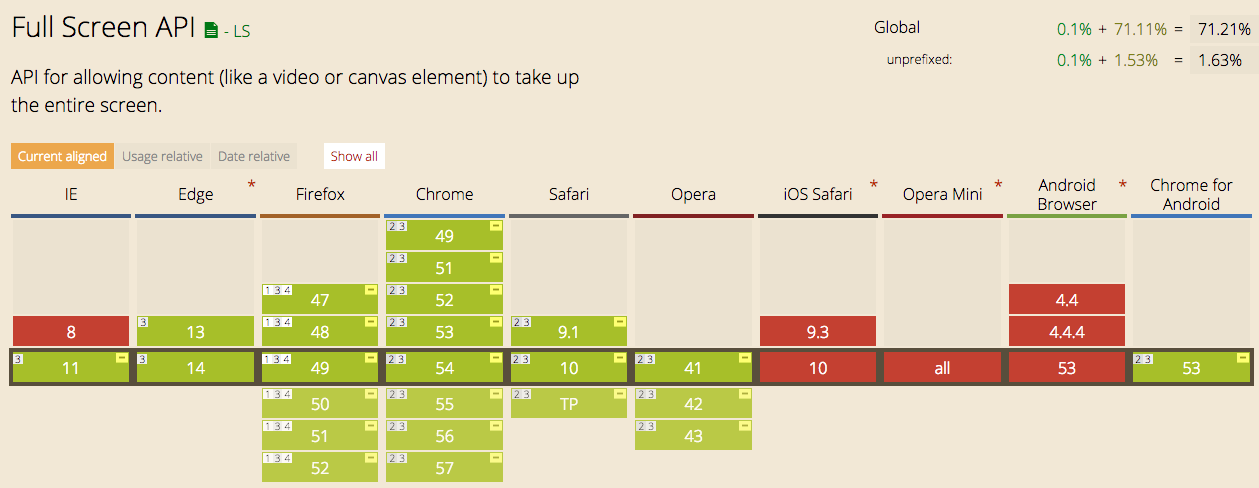 Full Screen API - LS
Global 0.1% + 71.11% = 71.21%
unprefixed: 0.1% + 1.53% = 1.63%
API for allowing content (like a video or canvas element) to take up
the entire screen.
Current aligned Usage relative Date relative Show all
IE Edge * Firefox Chrome Safari Opera iOS Safari * Opera Mini * Android Browser * Chrome for Android
2 3 49 -
2 3 51 -
1 3 4 47 - 2 3 52 - 4.4
8 3 13 1 3 4 48 - 2 3 53 - 2 3 9.1 - 9.3 4.4.4
3 11 - 3 14 1 3 4 49 - 2 3 54 - 2 3 10 - 2 3 41 - 10 all 53 2 3 53 -
1 3 4 50 - 2 3 55 - 2 3 TP - 2 3 42 -
1 3 4 51 - 2 3 56 - 2 3 43 -
1 3 4 52 - 2 3 57 -